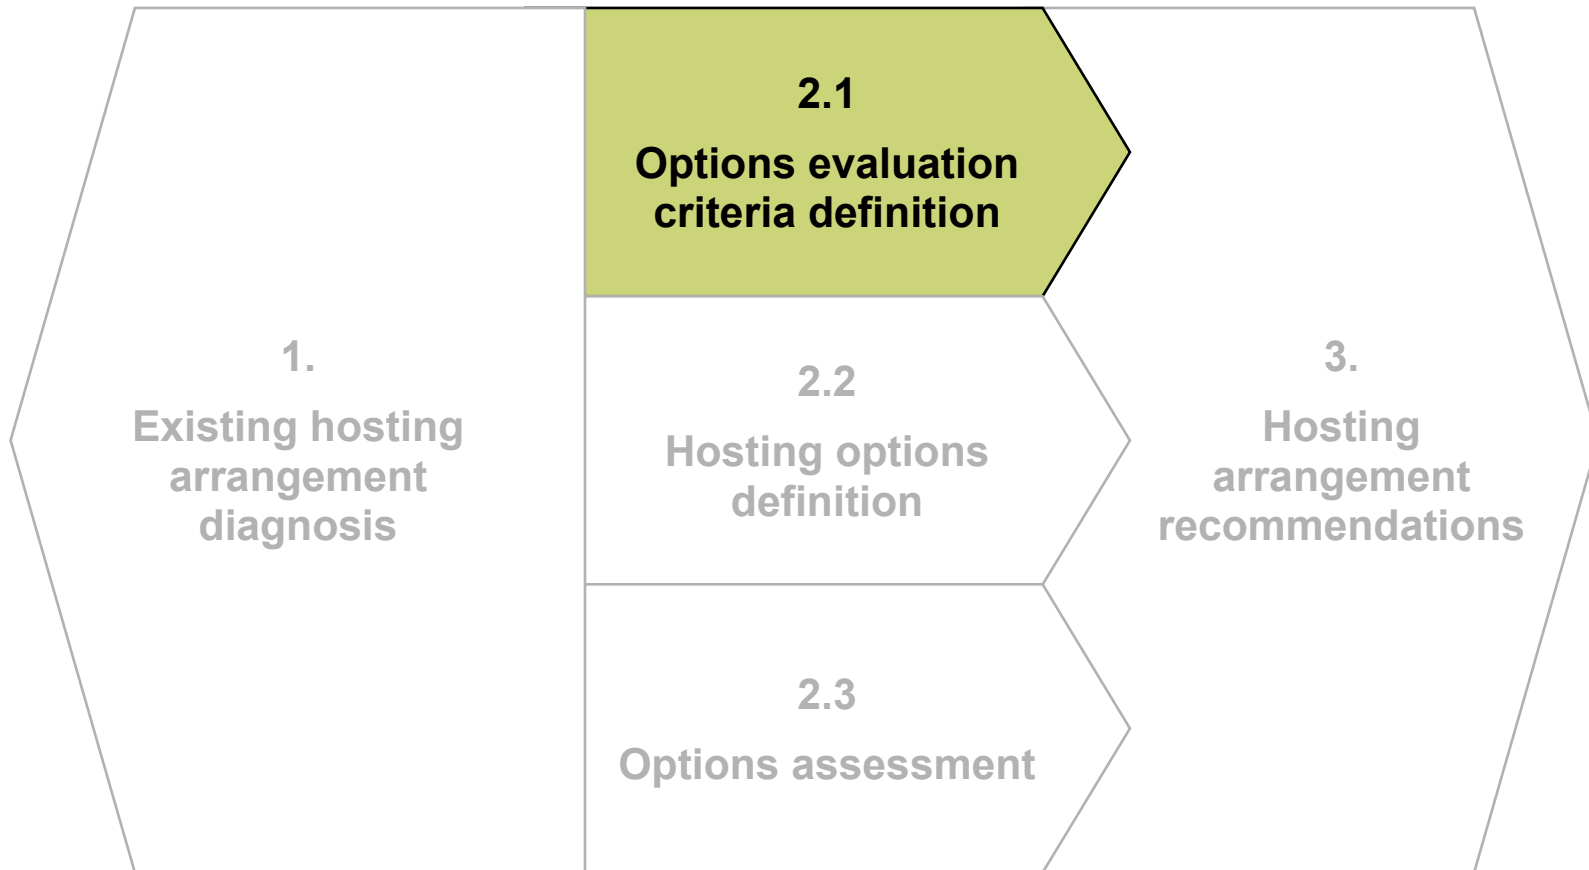 1.
Existing hosting
arrangement
diagnosis
2.1
Options evaluation
criteria definition
2.2
Hosting options
definition
2.3
Options assessment
3.
Hosting
arrangement
recommendations